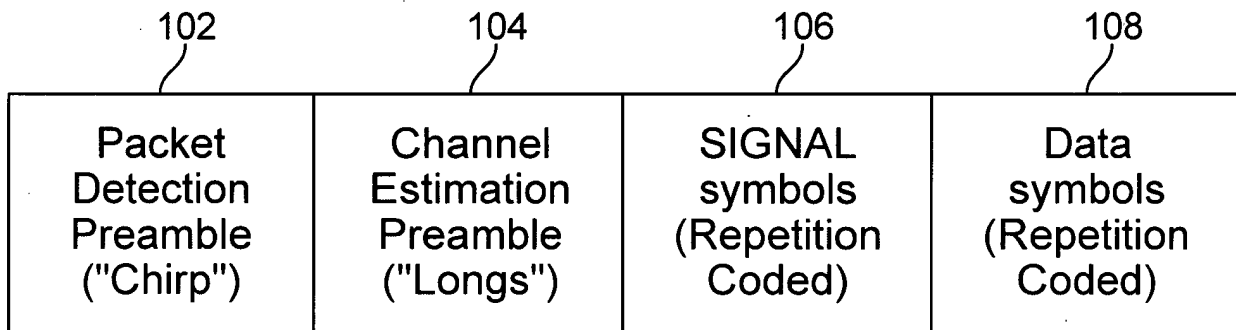 102 104 106 108
Packet
Detection
Preamble
("Chirp")
Channel
Estimation
Preamble
("Longs")
SIGNAL
symbols
(Repetition
Coded)
Data
symbols
(Repetition
Coded)